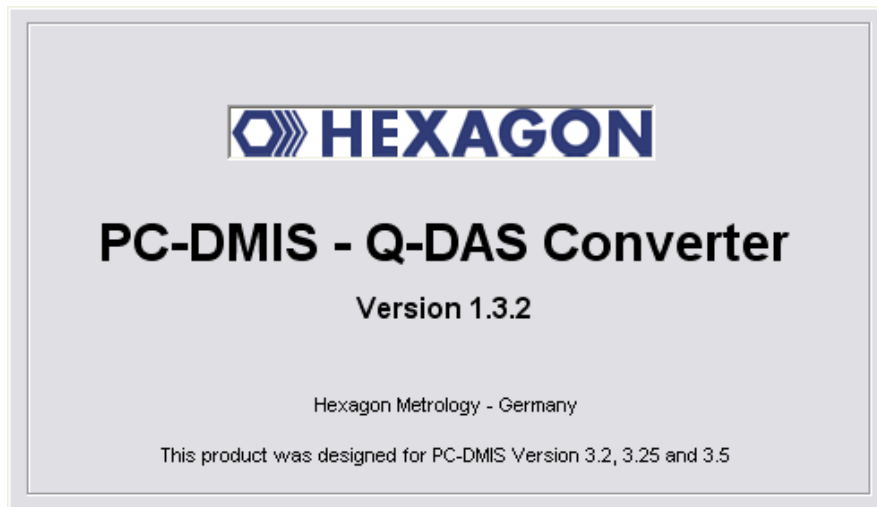 HEXAGON
PC-DMIS - Q-DAS Converter
Version 1.3.2
Hexagon Metrology - Germany
This product was designed for PC-DMIS Version 3.2, 3.25 and 3.5